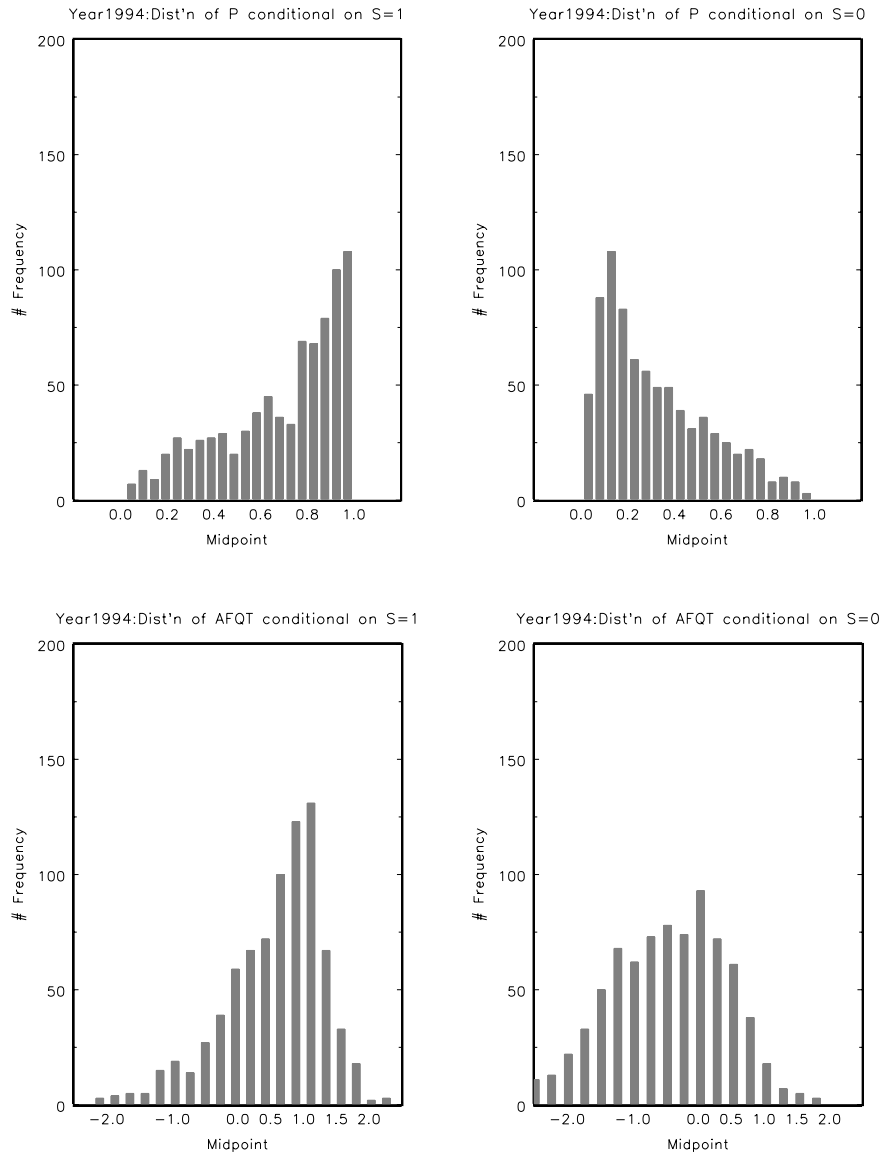 Year1994:Dist'n of P conditional on S=1
200
150
100
50
0
# Frequency
0.0 0.2 0.4 0.6 0.8 1.0
Midpoint
Year1994:Dist'n of P conditional on S=0
200
150
100
50
0
# Frequency
0.0 0.2 0.4 0.6 0.8 1.0
Midpoint
Year1994:Dist'n of AFQT conditional on S=1
200
150
100
50
0
# Frequency
−2.0 −1.0 0.0 0.5 1.0 1.5 2.0
Midpoint
Year1994:Dist'n of AFQT conditional on S=0
200
150
100
50
0
# Frequency
−2.0 −1.0 0.0 0.5 1.0 1.5 2.0
Midpoint